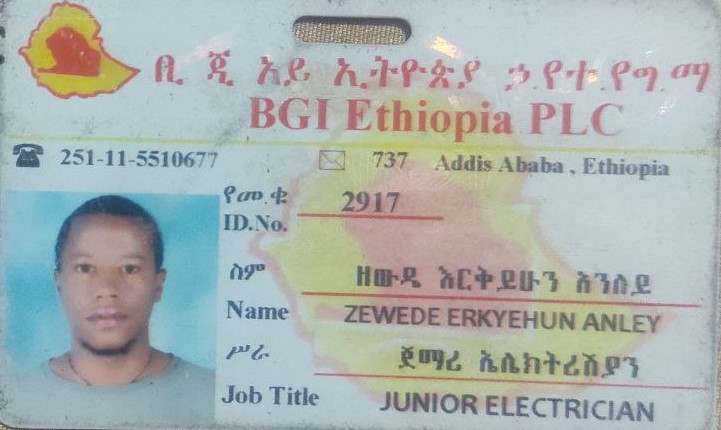 ቢ ጂ አይ ኢትዮጵያ ኃ.የተ.የግ.ማ
BGI Ethiopia PLC
251-11-5510677 737 Addis Ababa , Ethiopia
የመ.ቁ
ID.No. 2917
ስም ዘውዴ እርቅይሁን አንለይ
Name ZEWEDE ERKYEHUN ANLEY
ሥራ ጀማሪ ኤሌክትሪሽያን
Job Title JUNIOR ELECTRICIAN